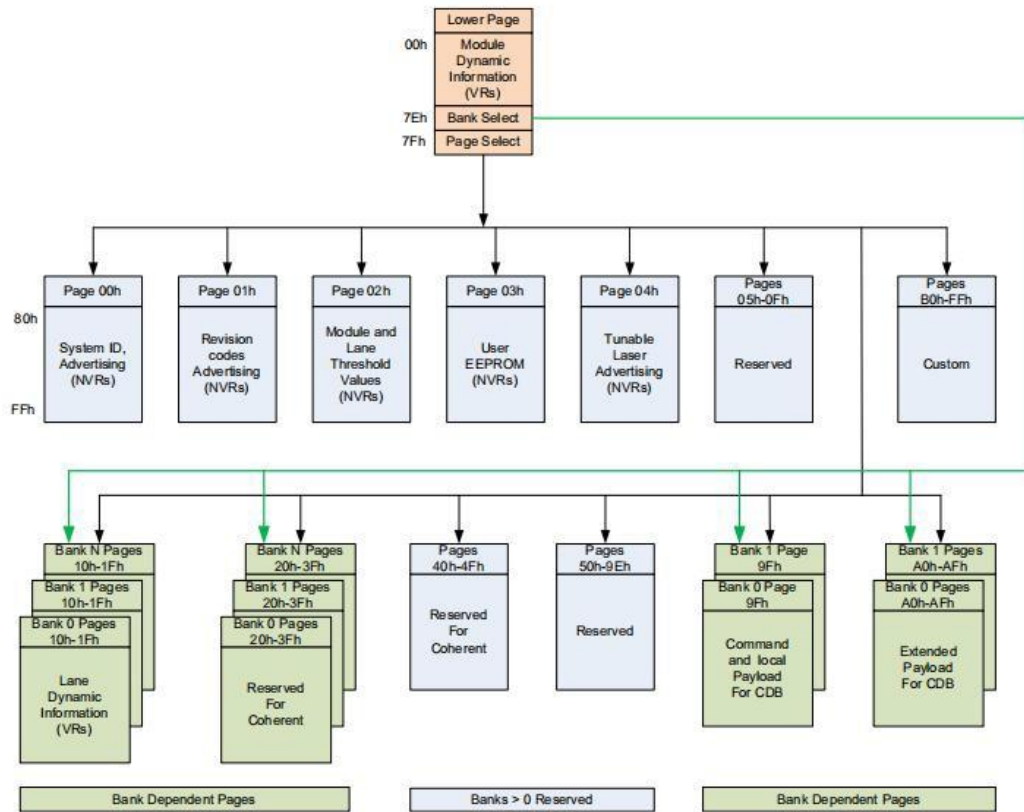 Lower Page
00h
Module
Dynamic
Information
(VRs)
7Eh
Bank Select
7Fh
Page Select
Page 00h
Page 01h
Page 02h
Page 03h
Page 04h
Pages
05h-0Fh
Pages
B0h-FFh
80h
System ID,
Advertising
(NVRs)
FFh
Revision
codes
Advertising
(NVRs)
Module and
Lane
Threshold
Values
(NVRs)
User
EEPROM
(NVRs)
Tunable
Laser
Advertising
(NVRs)
Reserved
Custom
Bank N Pages
10h-1Fh
Bank 1 Pages
10h-1Fh
Bank 0 Pages
10h-1Fh
Lane
Dynamic
Information
(VRs)
Bank N Pages
20h-3Fh
Bank 1 Pages
20h-3Fh
Bank 0 Pages
20h-3Fh
Reserved
For
Coherent
Pages
40h-4Fh
Reserved
For
Coherent
Pages
50h-9Eh
Reserved
Bank 1 Page
9Fh
Bank 0 Page
9Fh
Command
and local
Payload
For CDB
Bank 1 Pages
A0h-AFh
Bank 0 Pages
A0h-AFh
Extended
Payload
For CDB
Bank Dependent Pages
Banks > 0 Reserved
Bank Dependent Pages